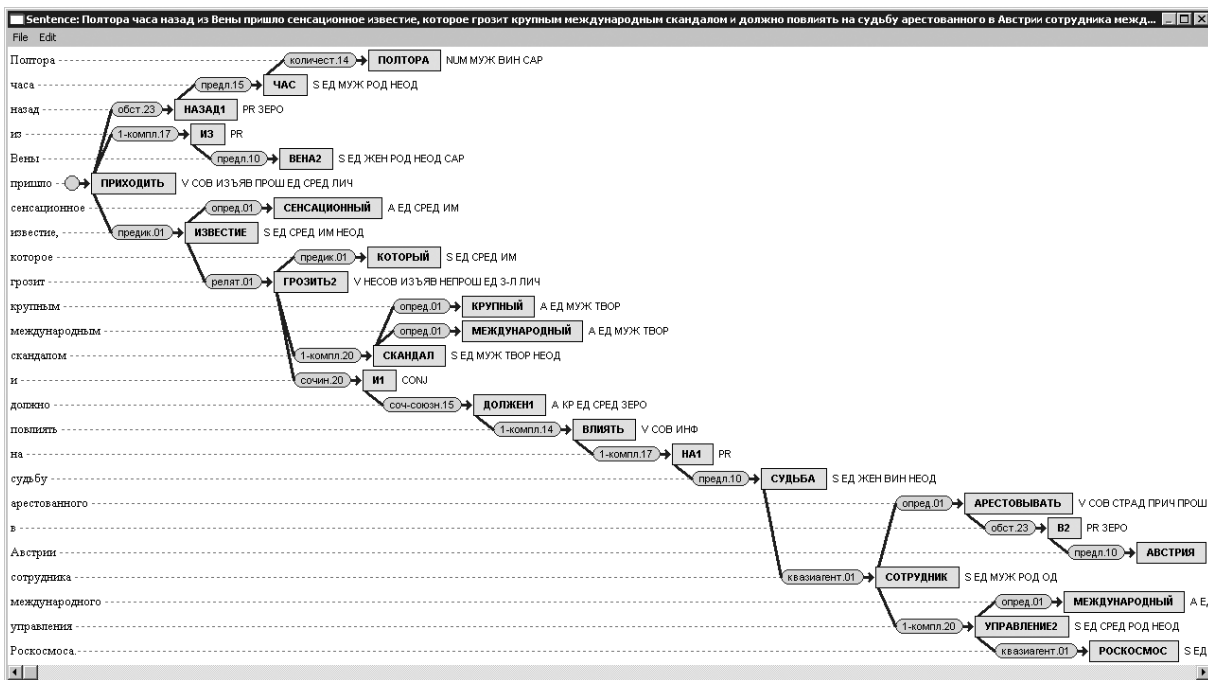 Sentence: Полтора часа назад из Вены пришло сенсационное известие, которое грозит крупным международным скандалом и должно повлиять на судьбу арестованного в Австрии сотрудника межд...
File Edit
Полтора количест.14 ПОЛТОРА NUM МУЖ ВИН CAP
часа предл.15 ЧАС S ЕД МУЖ РОД НЕОД
назад обст.23 НАЗАД1 PR ЗЕРО
из 1-компл.17 ИЗ PR
Вены предл.10 ВЕНА2 S ЕД ЖЕН РОД НЕОД CAP
пришло ПРИХОДИТЬ V СОВ ИЗЪЯВ ПРОШ ЕД СРЕД ЛИЧ
сенсационное опред.01 СЕНСАЦИОННЫЙ A ЕД СРЕД ИМ
известие, предик.01 ИЗВЕСТИЕ S ЕД СРЕД ИМ НЕОД
которое предик.01 КОТОРЫЙ S ЕД СРЕД ИМ
грозит релят.01 ГРОЗИТЬ2 V НЕСОВ ИЗЪЯВ НЕПРОШ ЕД 3-Л ЛИЧ
крупным опред.01 КРУПНЫЙ A ЕД МУЖ ТВОР
международным опред.01 МЕЖДУНАРОДНЫЙ A ЕД МУЖ ТВОР
скандалом 1-компл.20 СКАНДАЛ S ЕД МУЖ ТВОР НЕОД
и сочин.20 И1 CONJ
должно соч-союзн.15 ДОЛЖЕН1 A КР ЕД СРЕД ЗЕРО
повлиять 1-компл.14 ВЛИЯТЬ V СОВ ИНФ
на 1-компл.17 НА1 PR
судьбу предл.10 СУДЬБА S ЕД ЖЕН ВИН НЕОД
арестованного опред.01 АРЕСТОВЫВАТЬ V СОВ СТРАД ПРИЧ ПРОШ
в обст.23 В2 PR ЗЕРО
Австрии предл.10 АВСТРИЯ
сотрудника квазиагент.01 СОТРУДНИК S ЕД МУЖ РОД ОД
международного опред.01 МЕЖДУНАРОДНЫЙ A ЕД
управления 1-компл.20 УПРАВЛЕНИЕ2 S ЕД СРЕД РОД НЕОД
Роскосмоса. квазиагент.01 РОСКОСМОС S ЕД